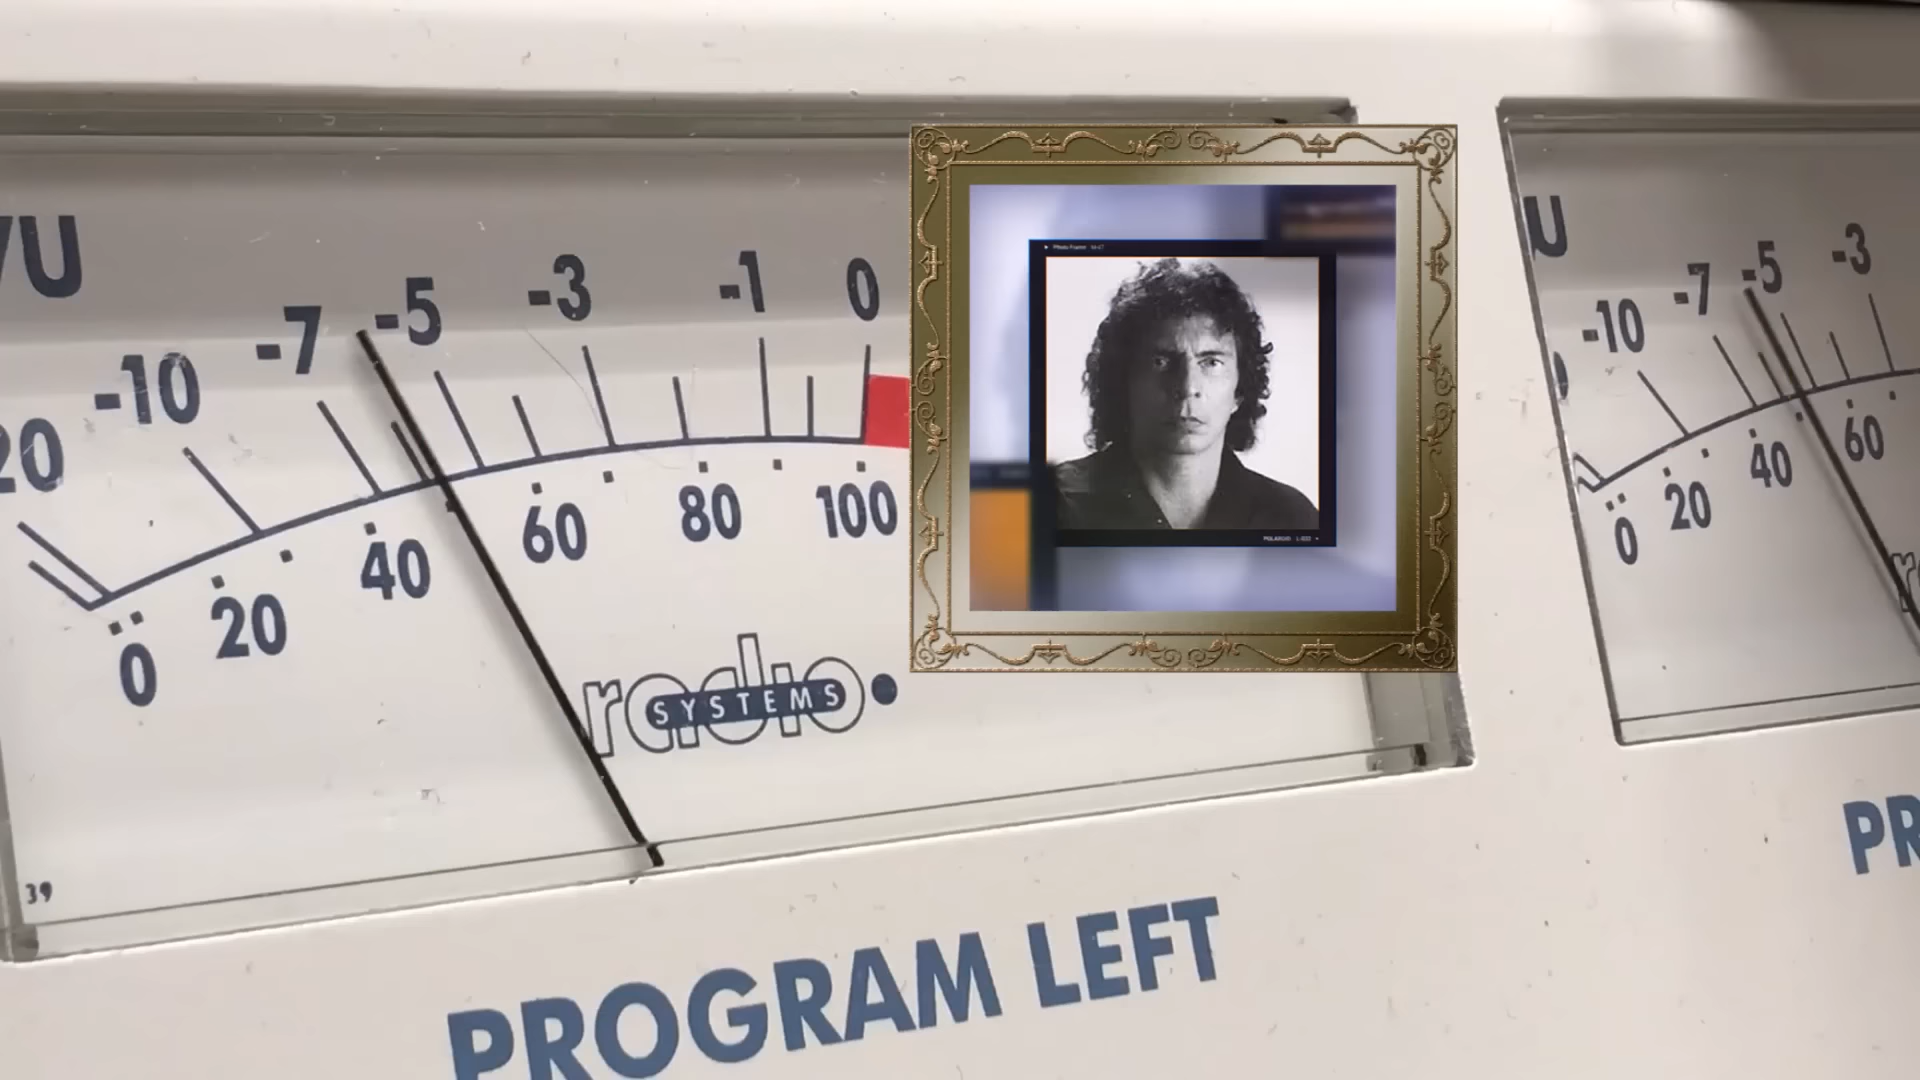 VU
20 -10 -7 -5 -3 -1 0
0 20 40 60 80 100
radio
SYSTEMS
39
PROGRAM LEFT
POLAROID
U
-10 -7 -5 -3
0 20 40 60
PR